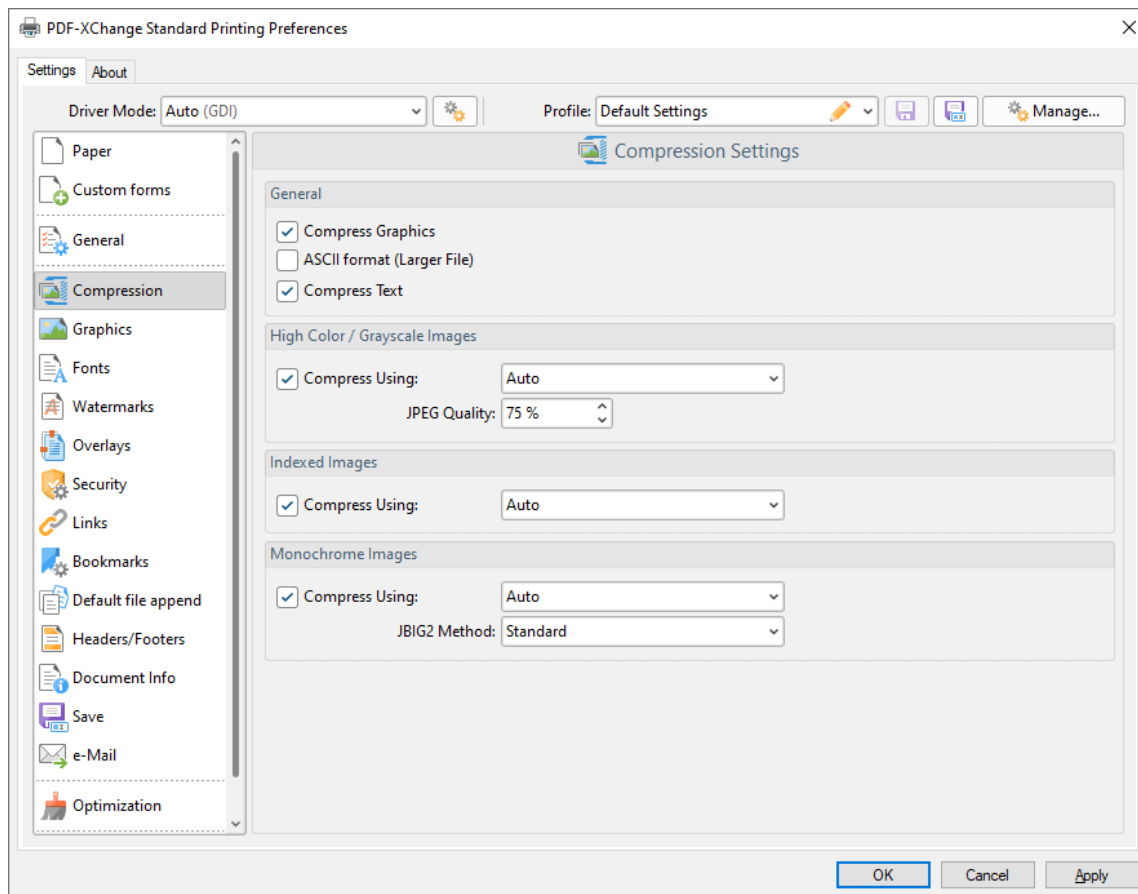 PDF-XChange Standard Printing Preferences
Settings About
Driver Mode: Auto (GDI) Profile: Default Settings Manage...
Paper
Custom forms
General
Compression
Graphics
Fonts
Watermarks
Overlays
Security
Links
Bookmarks
Default file append
Headers/Footers
Document Info
Save
e-Mail
Optimization
Compression Settings
General
Compress Graphics
ASCII format (Larger File)
Compress Text
High Color / Grayscale Images
Compress Using: Auto
JPEG Quality: 75 %
Indexed Images
Compress Using: Auto
Monochrome Images
Compress Using: Auto
JBIG2 Method: Standard
OK Cancel Apply